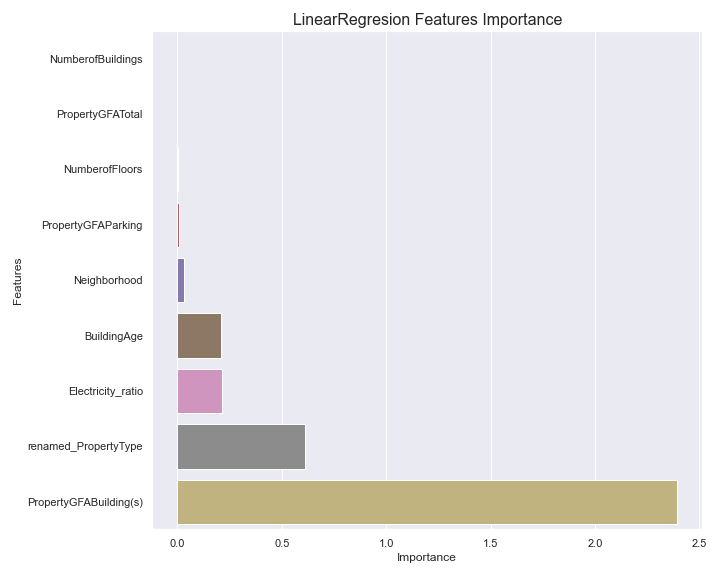 LinearRegresion Features Importance
NumberofBuildings
PropertyGFATotal
NumberofFloors
PropertyGFAParking
Neighborhood
BuildingAge
Electricity_ratio
renamed_PropertyType
PropertyGFABuilding(s)
Features
0.0 0.5 1.0 1.5 2.0 2.5
Importance